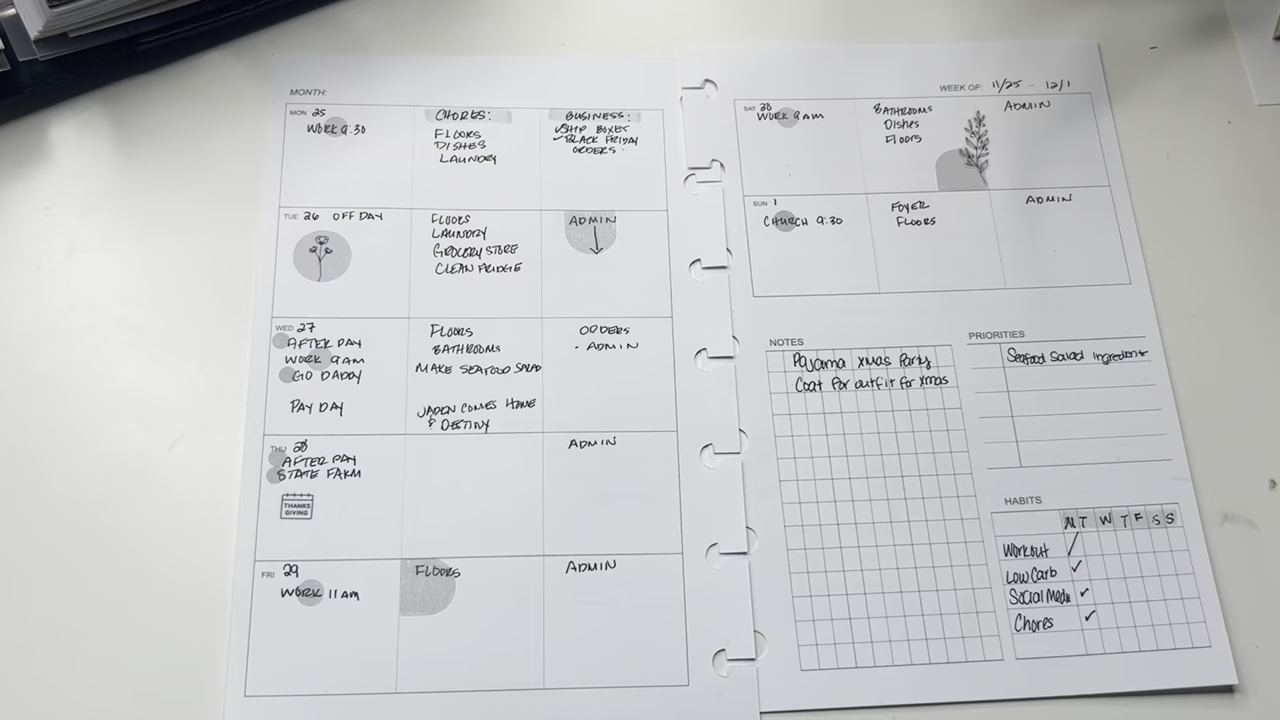 MONTH:
MON 25
WORK 9:30
CHORES:
FLOORS
DISHES
LAUNDRY
BUSINESS:
✓SHIP BOXES
✓BLACK FRIDAY
ORDERS.
TUE 26 OFF DAY
FLOORS
LAUNDRY
GROCERY STORE
CLEAN FRIDGE
ADMIN
WED 27
AFTER DAY
WORK 9AM
GO DADDY
PAY DAY
FLOORS
BATHROOMS
MAKE SEAFOOD SALAD
JADEN COMES HOME
& DESTINY
ORDERS
- ADMIN
THU 28
AFTER PAY
STATE FARM
THANKS
GIVING
ADMIN
FRI 29
WORK 11AM
FLOORS
ADMIN
WEEK OF: 11/25 - 12/1
SAT 30
WORK 9AM
BATHROOMS
Dishes
Floors
ADMIN
SUN 1
CHURCH 9:30
FOYER
FLOORS
ADMIN
NOTES
Pajama xmas Party
Coat for outfit for xmas
PRIORITIES
Seafood Salad Ingredients
HABITS
M T W T F S S
Workout
Low Carb ✓
Social Media ✓
Chores ✓